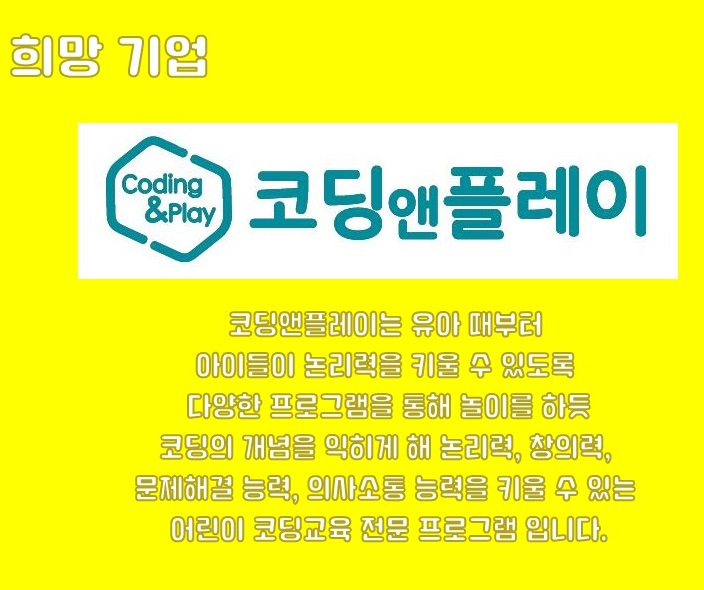 희망 기업
Coding
&Play
코딩앤플레이
코딩앤플레이는 유아 때부터
아이들이 논리력을 키울 수 있도록
다양한 프로그램을 통해 놀이를 하듯
코딩의 개념을 익히게 해 논리력, 창의력,
문제해결 능력, 의사소통 능력을 키울 수 있는
어린이 코딩교육 전문 프로그램 입니다.